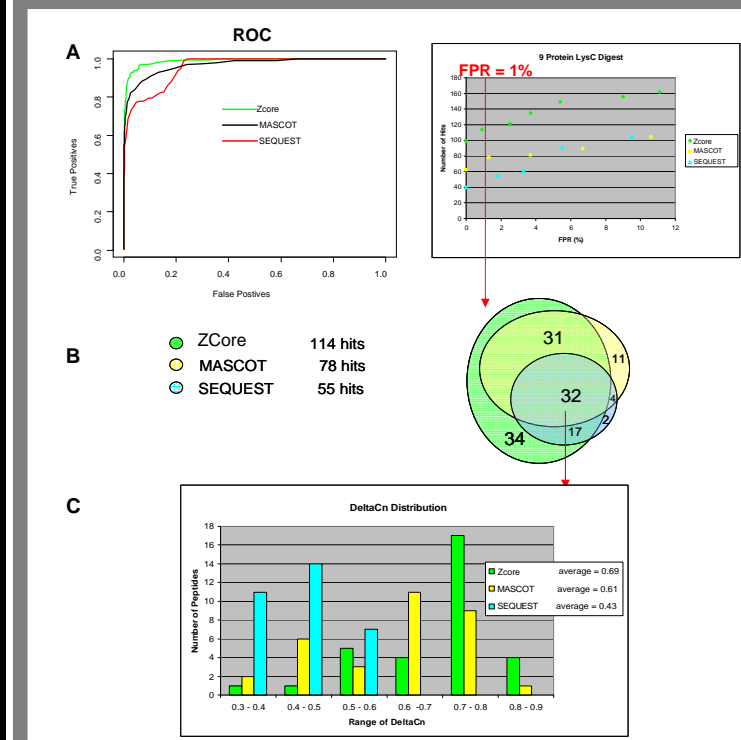 A
ROC
True Positives
0.0 0.2 0.4 0.6 0.8 1.0
Zcore
MASCOT
SEQUEST
0.0 0.2 0.4 0.6 0.8 1.0
False Postives
9 Protein LysC Digest
FPR = 1%
Number of Hits
180
160
140
120
100
80
60
40
20
0
0 2 4 6 8 10 12
FPR (%)
Zcore
MASCOT
SEQUEST
B
ZCore 114 hits
MASCOT 78 hits
SEQUEST 55 hits
31
11
32
4
2
17
34
C
DeltaCn Distribution
Number of Peptides
18
16
14
12
10
8
6
4
2
0
0.3 - 0.4 0.4 - 0.5 0.5 - 0.6 0.6 -0.7 0.7 - 0.8 0.8 - 0.9
Range of DeltaCn
Zcore average = 0.69
MASCOT average = 0.61
SEQUEST average = 0.43